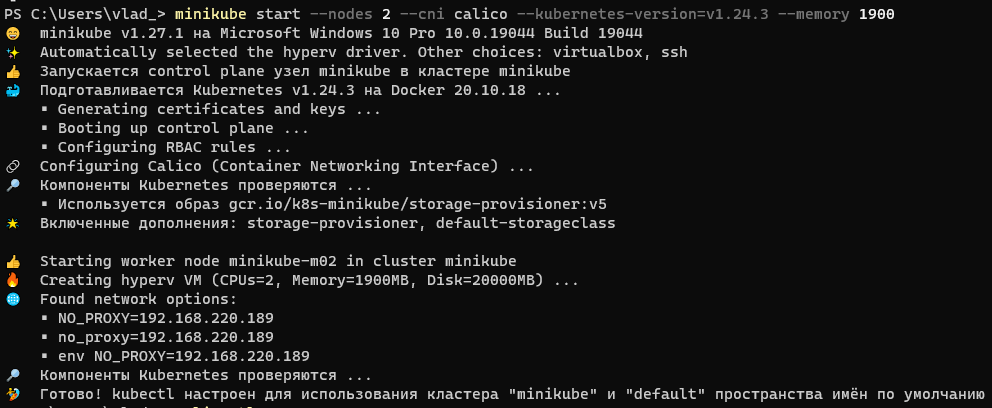 PS C:\Users\vlad_> minikube start --nodes 2 --cni calico --kubernetes-version=v1.24.3 --memory 1900
😄 minikube v1.27.1 на Microsoft Windows 10 Pro 10.0.19044 Build 19044
✨ Automatically selected the hyperv driver. Other choices: virtualbox, ssh
👍 Запускается control plane узел minikube в кластере minikube
🐳 Подготавливается Kubernetes v1.24.3 на Docker 20.10.18 ...
▪ Generating certificates and keys ...
▪ Booting up control plane ...
▪ Configuring RBAC rules ...
🔗 Configuring Calico (Container Networking Interface) ...
🔎 Компоненты Kubernetes проверяются ...
▪ Используется образ gcr.io/k8s-minikube/storage-provisioner:v5
🌟 Включенные дополнения: storage-provisioner, default-storageclass
👍 Starting worker node minikube-m02 in cluster minikube
🔥 Creating hyperv VM (CPUs=2, Memory=1900MB, Disk=20000MB) ...
🌐 Found network options:
▪ NO_PROXY=192.168.220.189
▪ no_proxy=192.168.220.189
▪ env NO_PROXY=192.168.220.189
🔎 Компоненты Kubernetes проверяются ...
🏄 Готово! kubectl настроен для использования кластера "minikube" и "default" пространства имён по умолчанию